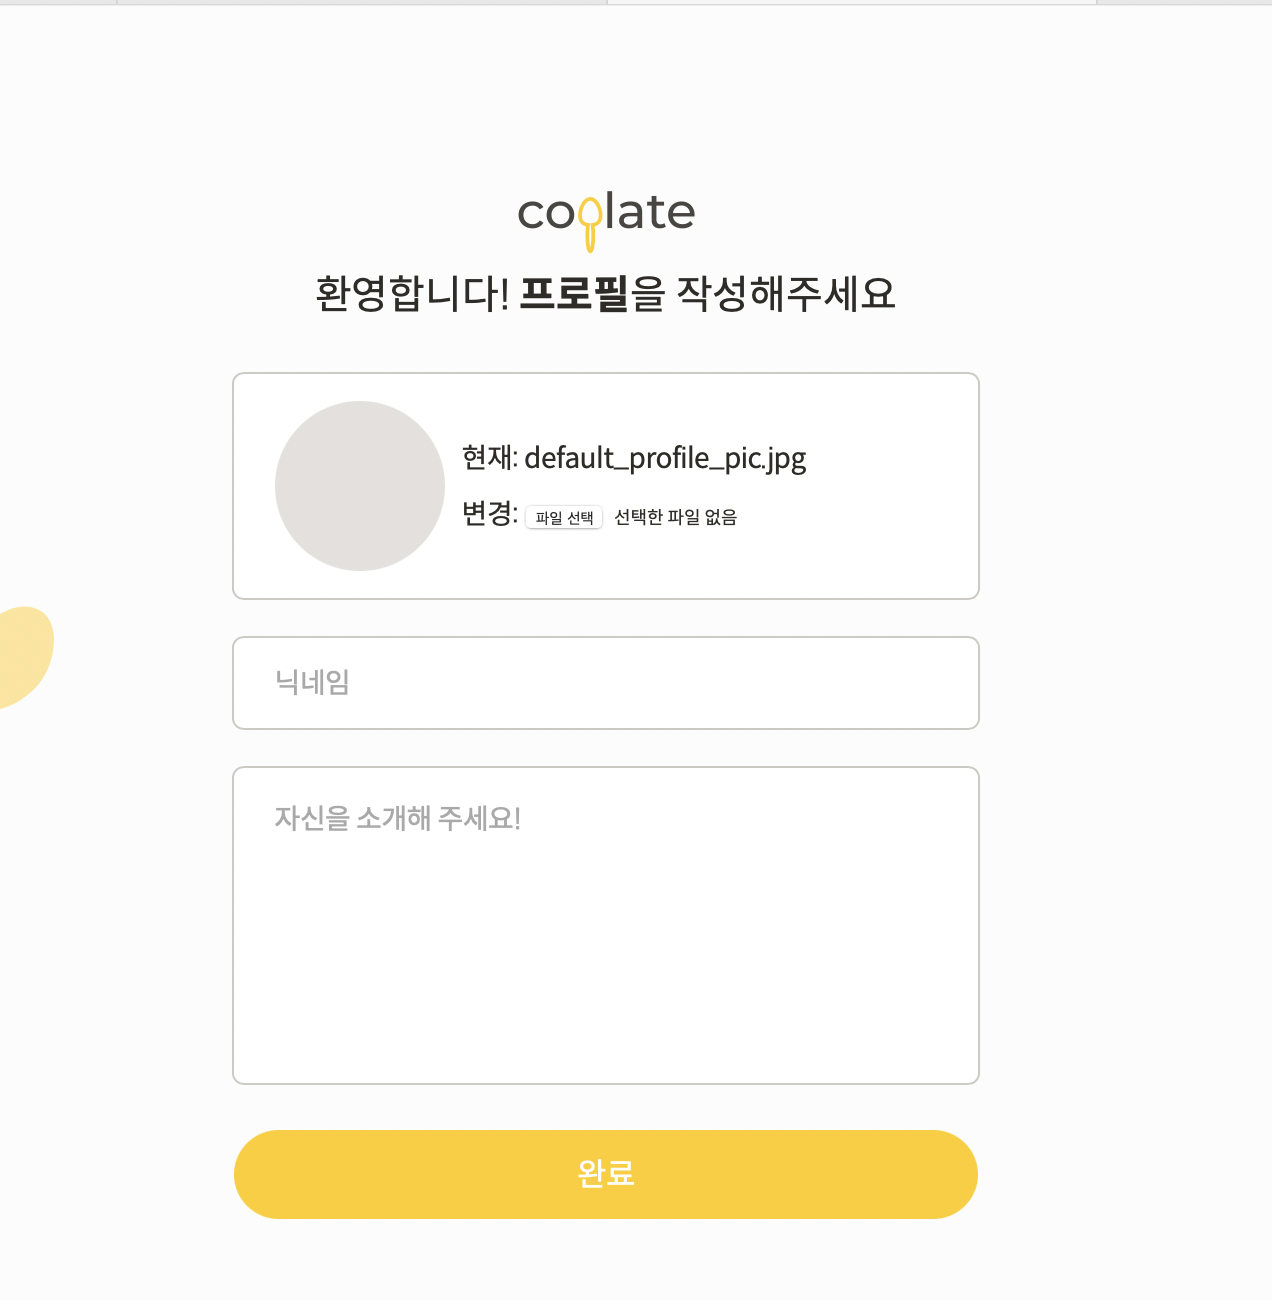 coplate
환영합니다! 프로필을 작성해주세요
현재: default_profile_pic.jpg
변경: 파일 선택 선택한 파일 없음
닉네임
자신을 소개해 주세요!
완료